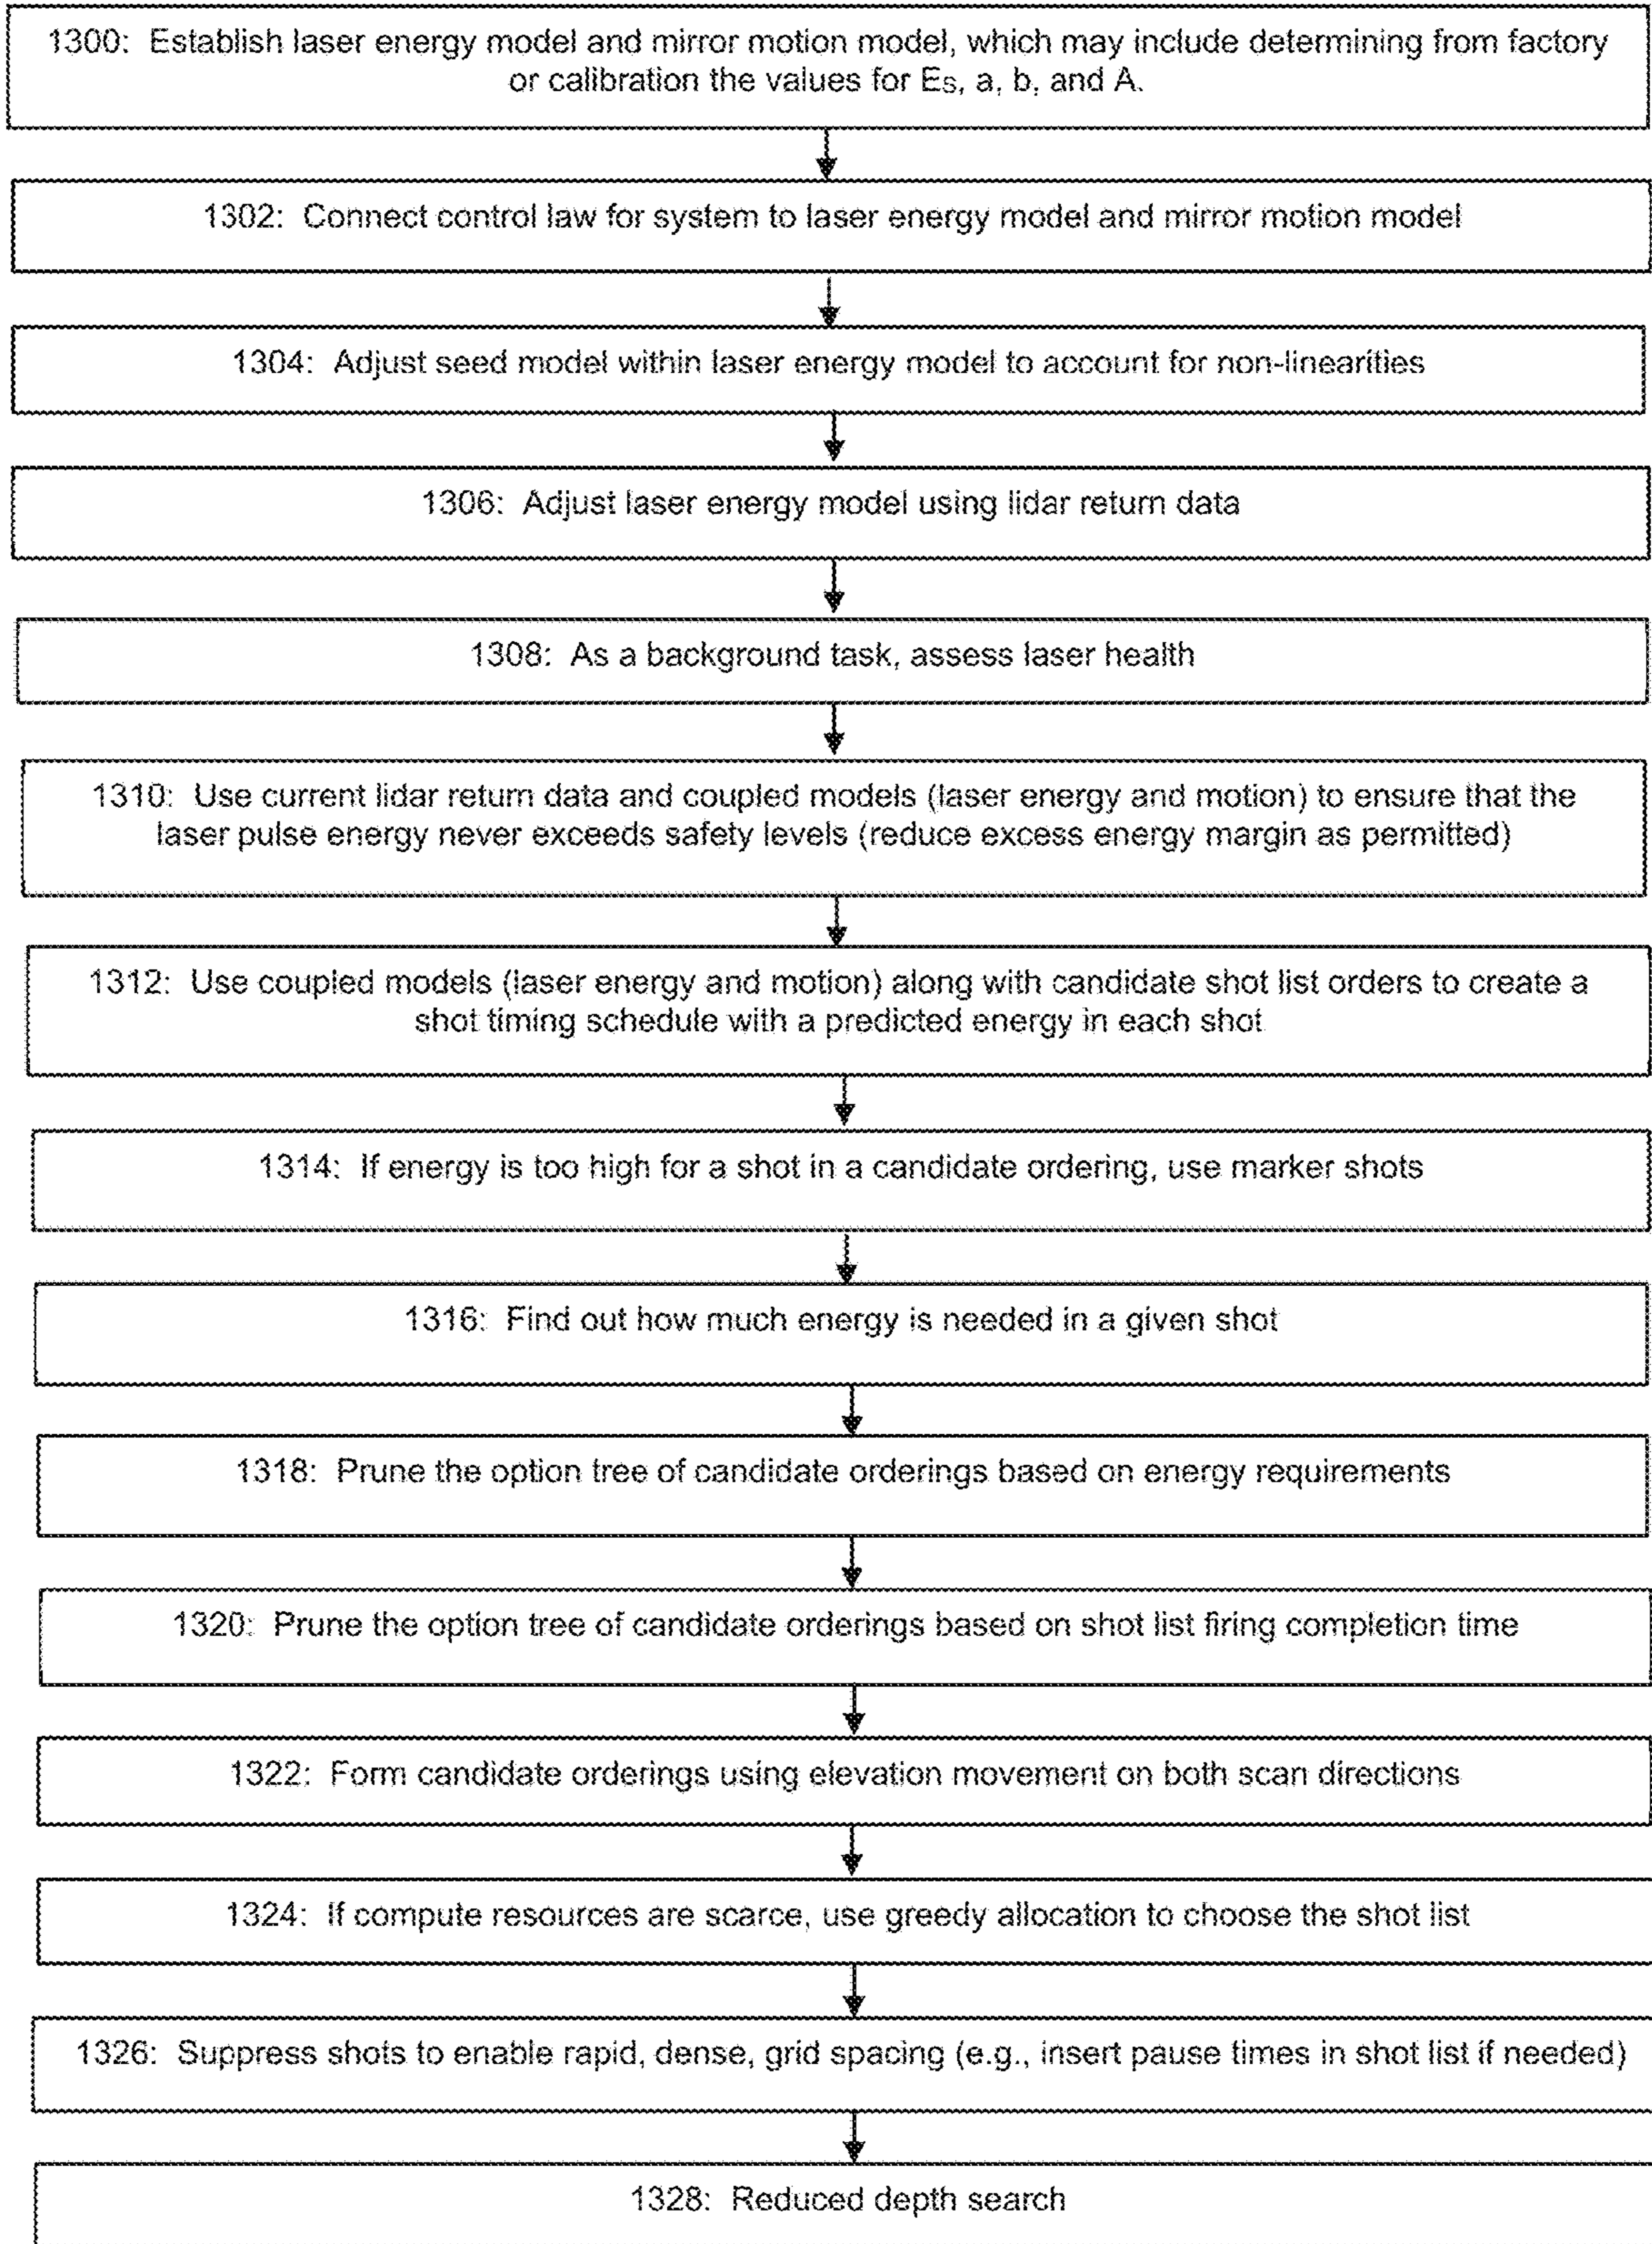 1300: Establish laser energy model and mirror motion model, which may include determining from factory
or calibration the values for ES, a, b, and A.
1302: Connect control law for system to laser energy model and mirror motion model
1304: Adjust seed model within laser energy model to account for non-linearities
1306: Adjust laser energy model using lidar return data
1308: As a background task, assess laser health
1310: Use current lidar return data and coupled models (laser energy and motion) to ensure that the
laser pulse energy never exceeds safety levels (reduce excess energy margin as permitted)
1312: Use coupled models (laser energy and motion) along with candidate shot list orders to create a
shot timing schedule with a predicted energy in each shot
1314: If energy is too high for a shot in a candidate ordering, use marker shots
1316: Find out how much energy is needed in a given shot
1318: Prune the option tree of candidate orderings based on energy requirements
1320: Prune the option tree of candidate orderings based on shot list firing completion time
1322: Form candidate orderings using elevation movement on both scan directions
1324: If compute resources are scarce, use greedy allocation to choose the shot list
1326: Suppress shots to enable rapid, dense, grid spacing (e.g., insert pause times in shot list if needed)
1328: Reduced depth search